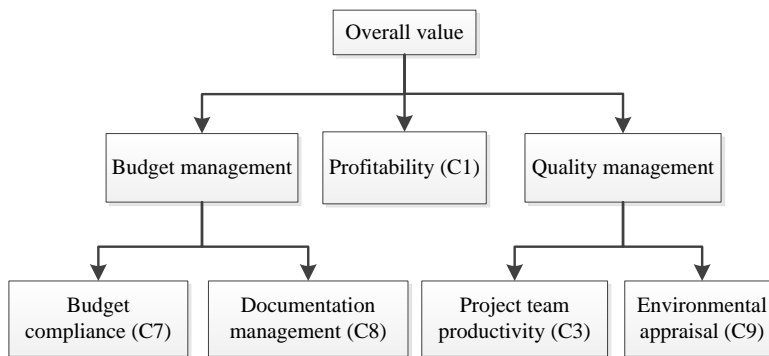 Overall value
Budget management
Profitability (C1)
Quality management
Budget
compliance (C7)
Documentation
management (C8)
Project team
productivity (C3)
Environmental
appraisal (C9)